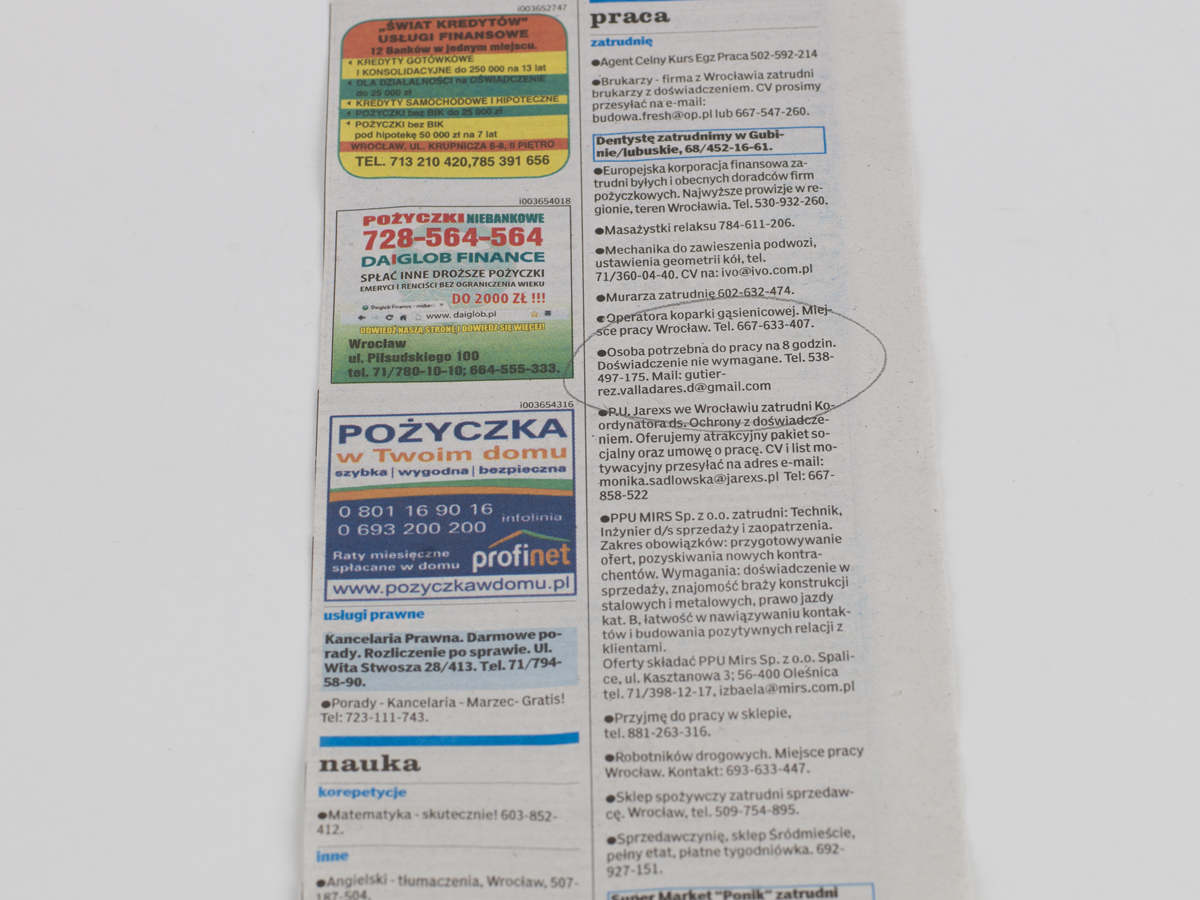 i003652747
„ŚWIAT KREDYTÓW"
USŁUGI FINANSOWE
12 Banków w jednym miejscu.
KREDYTY GOTÓWKOWE
I KONSOLIDACYJNE do 250 000 na 13 lat
DLA DZIAŁALNOŚCI na OŚWIADCZENIE
do 25 000 zł
KREDYTY SAMOCHODOWE I HIPOTECZNE
POŻYCZKI bez BIK do 25 000 zł
POŻYCZKI bez BIK
pod hipotekę 50 000 zł na 7 lat
WROCŁAW, UL. KRUPNICZA 6-8, II PIĘTRO
TEL. 713 210 420,785 391 656
i003654018
POŻYCZKI NIEBANKOWE
728-564-564
DAIGLOB FINANCE
SPŁAĆ INNE DROŻSZE POŻYCZKI
EMERYCI I RENCIŚCI BEZ OGRANICZENIA WIEKU
DO 2000 ZŁ !!!
Daiglob Finance - nieban
www. daiglob.pl
ODWIEDŹ NASZĄ STRONĘ I DOWIEDZ SIĘ WIĘCEJ!
Wrocław
ul. Piłsudskiego 100
tel. 71/780-10-10; 664-555-333.
i003654316
POŻYCZKA
w Twoim domu
szybka | wygodna | bezpieczna
0 801 16 90 16
0 693 200 200 infolinia
Raty miesięczne
spłacane w domu
profinet
www.pozyczkawdomu.pl
usługi prawne
Kancelaria Prawna. Darmowe po-
rady. Rozliczenie po sprawie. Ul.
Wita Stwosza 28/413. Tel. 71/794-
58-90.
●Porady - Kancelaria - Marzec- Gratis!
Tel: 723-111-743.
nauka
korepetycje
●Matematyka - skutecznie! 603-852-
412.
inne
●Angielski - tłumaczenia, Wrocław, 507-
187-504.
praca
zatrudnię
●Agent Celny Kurs Egz Praca 502-592-214
●Brukarzy - firma z Wrocławia zatrudni
brukarzy z doświadczeniem. CV prosimy
przesyłać na e-mail:
budowa.fresh@op.pl lub 667-547-260.
Dentystę zatrudnimy w Gubi-
nie/lubuskie, 68/452-16-61.
●Europejska korporacja finansowa za-
trudni byłych i obecnych doradców firm
pożyczkowych. Najwyższe prowizje w re-
gionie, teren Wrocławia. Tel. 530-932-260.
●Masażystki relaksu 784-611-206.
●Mechanika do zawieszenia podwozi,
ustawienia geometrii kół, tel.
71/360-04-40. CV na: ivo@ivo.com.pl
●Murarza zatrudnię 602-632-474.
●Operatora koparki gąsienicowej. Miej-
sce pracy Wrocław. Tel. 667-633-407.
●Osoba potrzebna do pracy na 8 godzin.
Doświadczenie nie wymagane. Tel. 538-
497-175. Mail: gutier-
rez.valladares.d@gmail.com
●P.U. Jarexs we Wrocławiu zatrudni Ko-
ordynatora ds. Ochrony z doświadcze-
niem. Oferujemy atrakcyjny pakiet so-
cjalny oraz umowę o pracę. CV i list mo-
tywacyjny przesyłać na adres e-mail:
monika.sadlowska@jarexs.pl Tel: 667-
858-522
●PPU MIRS Sp. z o.o. zatrudni: Technik,
Inżynier d/s sprzedaży i zaopatrzenia.
Zakres obowiązków: przygotowywanie
ofert, pozyskiwania nowych kontra-
chentów. Wymagania: doświadczenie w
sprzedaży, znajomość braży konstrukcji
stalowych i metalowych, prawo jazdy
kat. B, łatwość w nawiązywaniu kontak-
tów i budowania pozytywnych relacji z
klientami.
Oferty składać PPU Mirs Sp. z o.o. Spali-
ce, ul. Kasztanowa 3; 56-400 Oleśnica
tel. 71/398-12-17, izbaela@mirs.com.pl
●Przyjmę do pracy w sklepie,
tel. 881-263-316.
●Robotników drogowych. Miejsce pracy
Wrocław. Kontakt: 693-633-447.
●Sklep spożywczy zatrudni sprzedaw-
cę. Wrocław, tel. 509-754-895.
●Sprzedawczynię, sklep Śródmieście,
pełny etat, płatne tygodniówka. 692-
927-151.
Super Market "Ponik" zatrudni